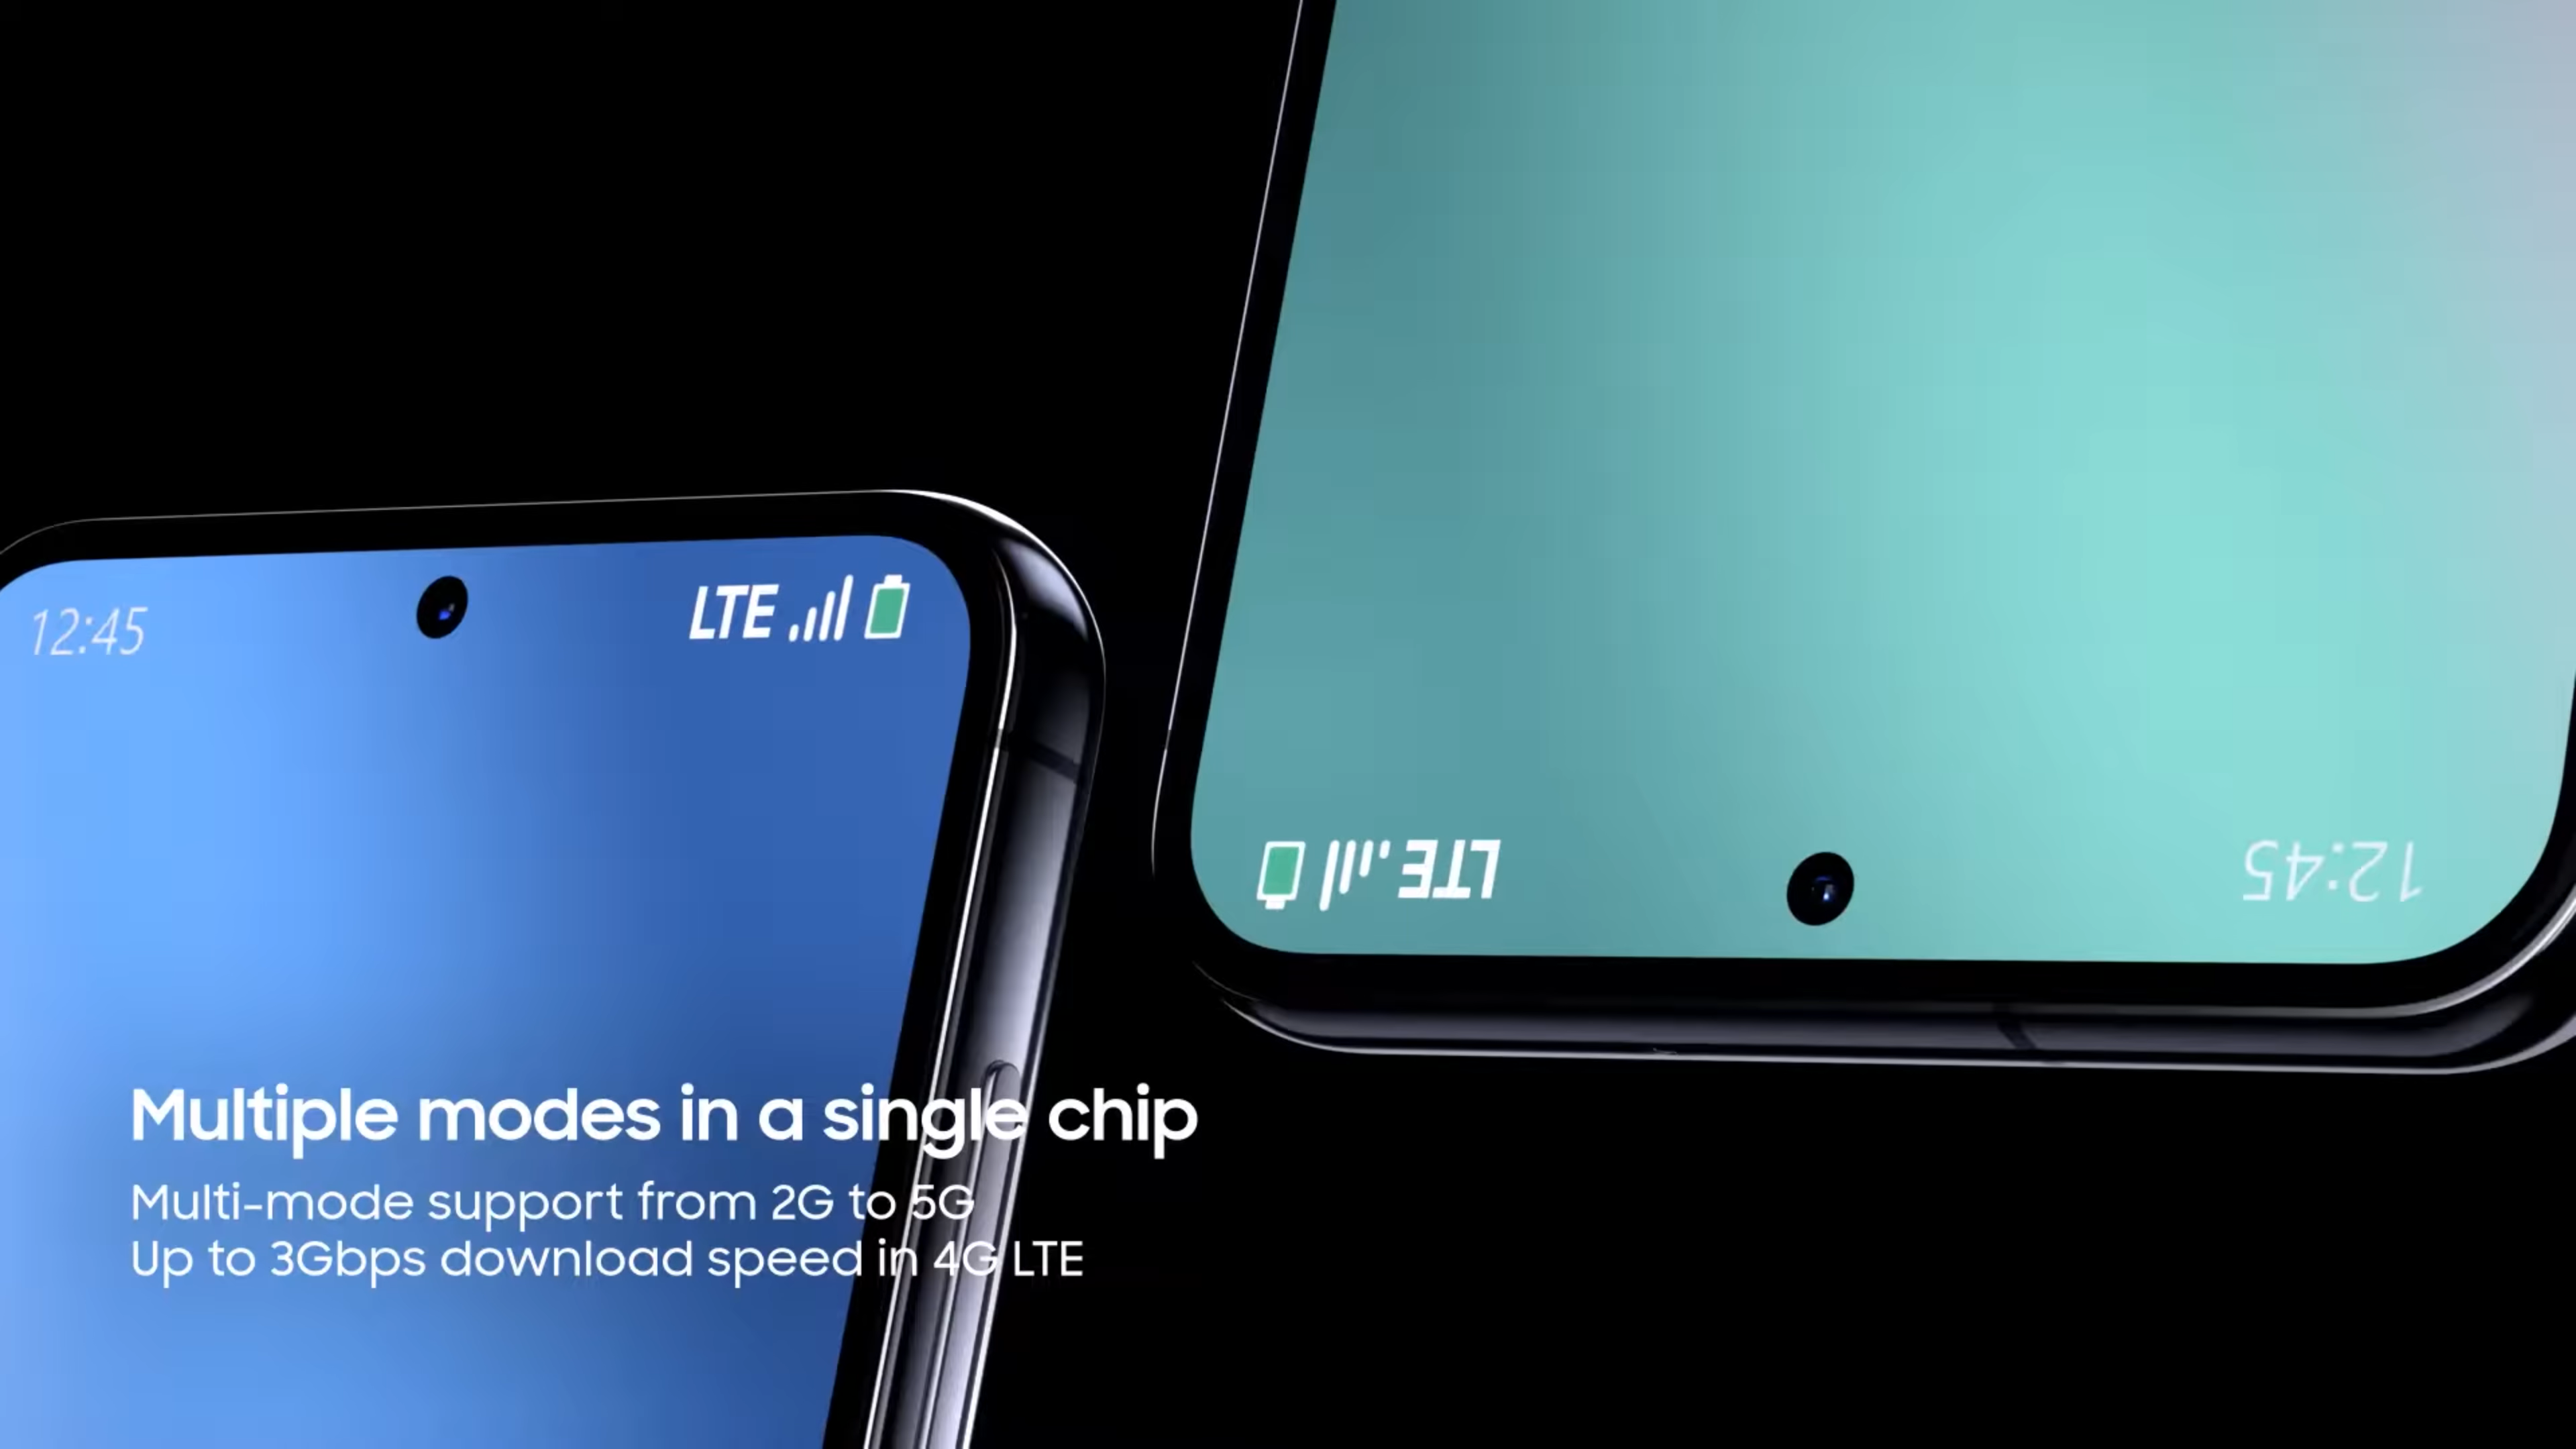 12:45
LTE
Multiple modes in a single chip
Multi-mode support from 2G to 5G
Up to 3Gbps download speed in 4G LTE
LTE
12:45